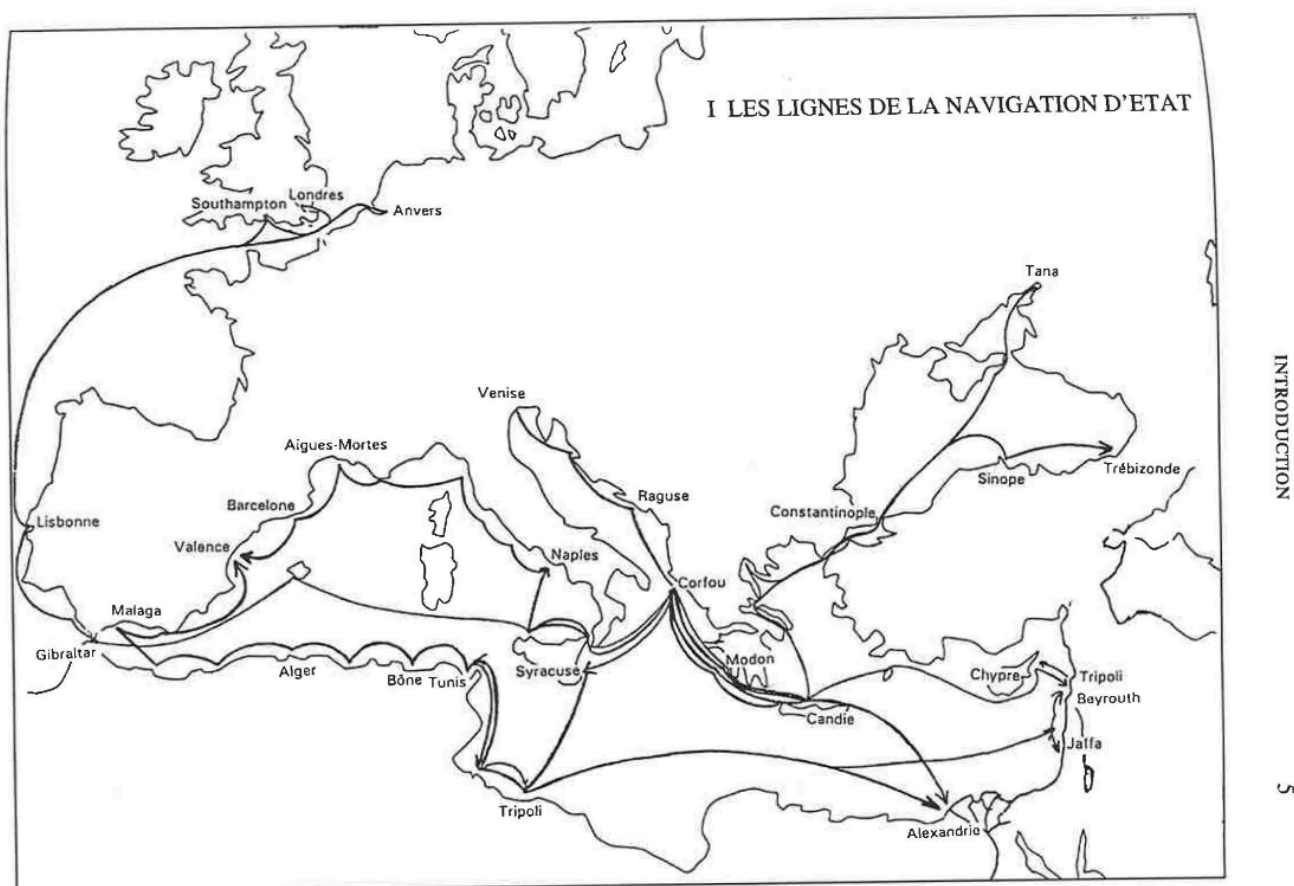 I LES LIGNES DE LA NAVIGATION D'ETAT
Londres
Southampton
Anvers
Tana
Venise
Aigues-Mortes
Trébizonde
Sinope
Raguse
Barcelone
Constantinople
Lisbonne
Valence
Naples
Corfou
Malaga
Gibraltar
Modon
Alger
Syracuse
Chypre
Tripoli
Bône
Tunis
Beyrouth
Candie
Jaffa
Tripoli
Alexandrie
INTRODUCTION
5